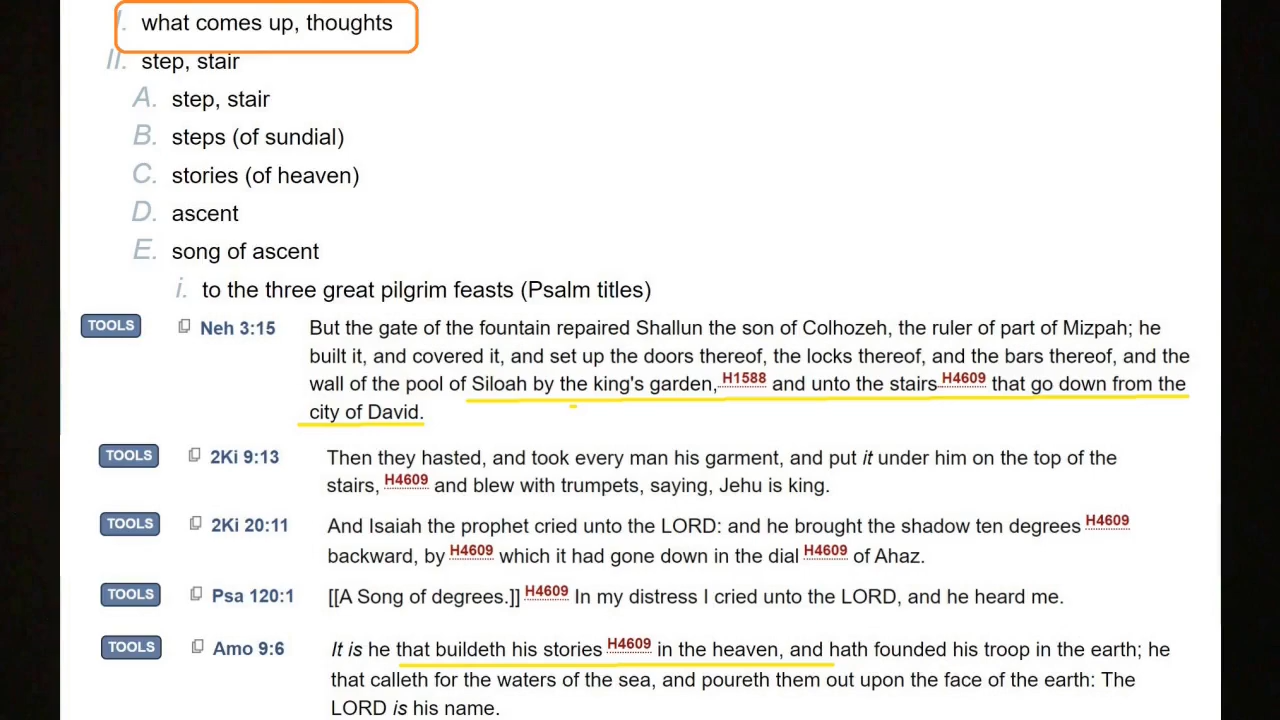 I. what comes up, thoughts
II. step, stair
A. step, stair
B. steps (of sundial)
C. stories (of heaven)
D. ascent
E. song of ascent
i. to the three great pilgrim feasts (Psalm titles)
TOOLS Neh 3:15 But the gate of the fountain repaired Shallun the son of Colhozeh, the ruler of part of Mizpah; he
built it, and covered it, and set up the doors thereof, the locks thereof, and the bars thereof, and the
wall of the pool of Siloah by the king's garden, H1588 and unto the stairs H4609 that go down from the
city of David.
TOOLS 2Ki 9:13 Then they hasted, and took every man his garment, and put it under him on the top of the
stairs, H4609 and blew with trumpets, saying, Jehu is king.
TOOLS 2Ki 20:11 And Isaiah the prophet cried unto the LORD: and he brought the shadow ten degrees H4609
backward, by H4609 which it had gone down in the dial H4609 of Ahaz.
TOOLS Psa 120:1 [[A Song of degrees.]] H4609 In my distress I cried unto the LORD, and he heard me.
TOOLS Amo 9:6 It is he that buildeth his stories H4609 in the heaven, and hath founded his troop in the earth; he
that calleth for the waters of the sea, and poureth them out upon the face of the earth: The
LORD is his name.